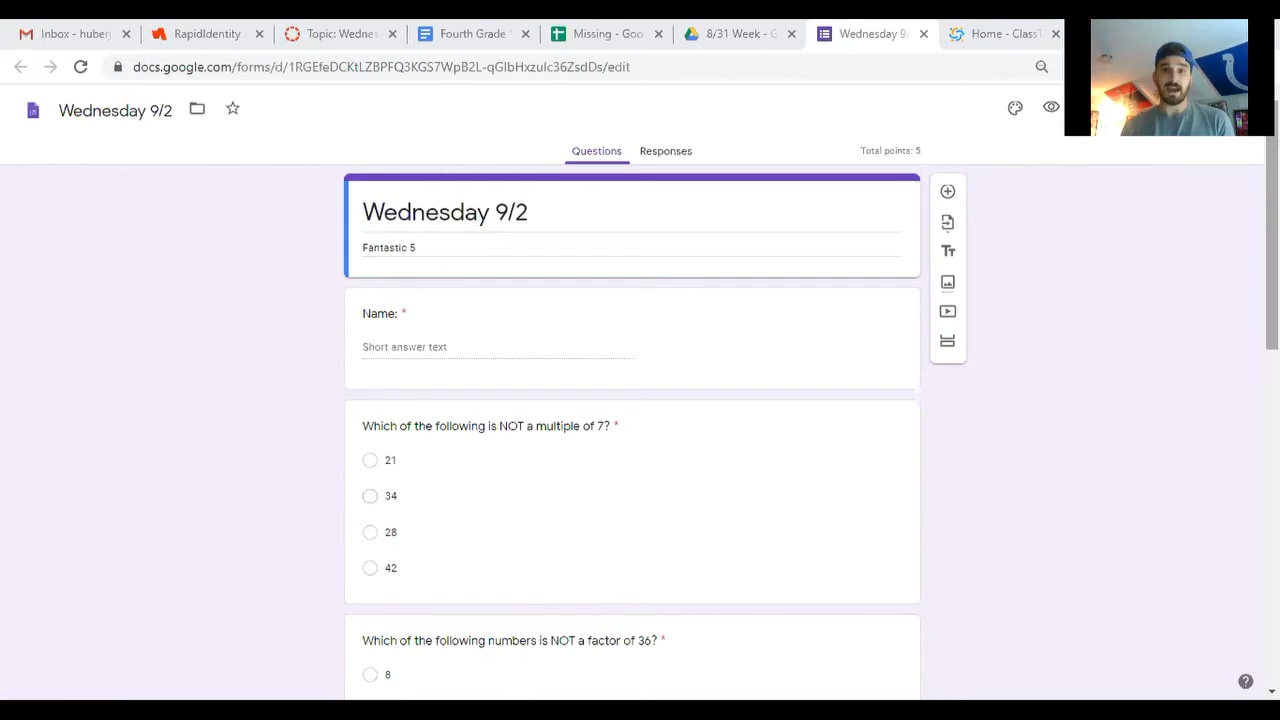 Inbox - huber
RapidIdentity
Topic: Wednes
Fourth Grade
Missing - Goo
8/31 Week - G
Wednesday 9/
Home - ClassT
docs.google.com/forms/d/1RGEfeDCKtLZBPFQ3KGS7WpB2L-qGlbHxzulc36ZsdDs/edit
Wednesday 9/2
Questions Responses Total points: 5
Wednesday 9/2
Fantastic 5
Name: *
Short answer text
Which of the following is NOT a multiple of 7? *
21
34
28
42
Which of the following numbers is NOT a factor of 36? *
8